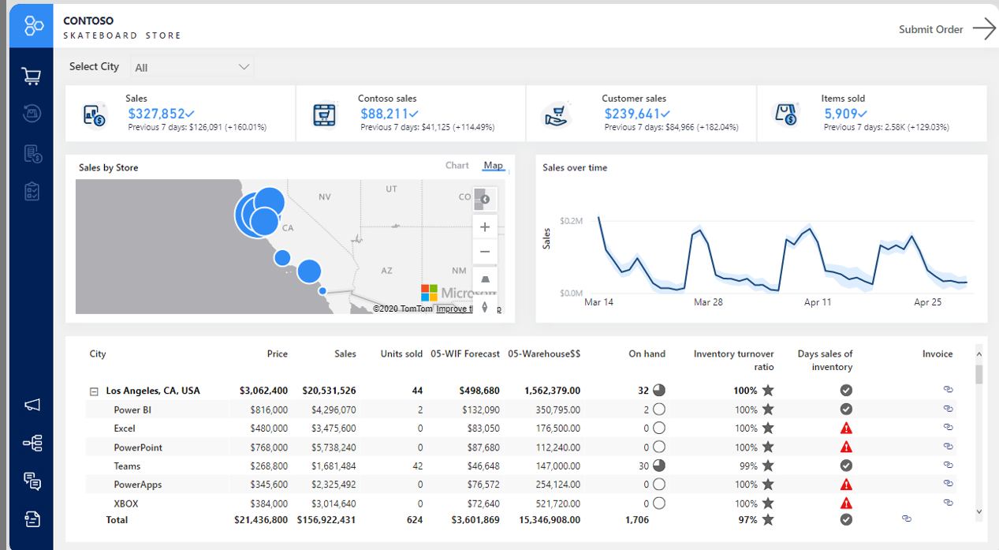 CONTOSO
SKATEBOARD STORE
Submit Order
Select City All
Sales
$327,852
Previous 7 days: $126,091 (+160.01%)
Contoso sales
$88,211
Previous 7 days: $41,125 (+114.49%)
Customer sales
$239,641
Previous 7 days: $84,966 (+182.04%)
Items sold
5,909
Previous 7 days: 2.58K (+129.03%)
Sales by Store
Chart Map
NV UT CO
CA
AZ NM
©2020 TomTom Improve
Sales over time
Sales
$0.2M
$0.0M
Mar 14 Mar 28 Apr 11 Apr 25
City Price Sales Units sold 05-WIF Forecast 05-Warehouse$$ On hand Inventory turnover ratio Days sales of inventory Invoice
Los Angeles, CA, USA $3,062,400 $20,531,526 44 $498,680 1,562,379.00 32 100%
Power BI $816,000 $4,296,070 2 $132,090 350,795.00 2 100%
Excel $480,000 $3,475,600 0 $83,050 176,500.00 0 100%
PowerPoint $768,000 $5,738,240 0 $87,680 112,240.00 0 100%
Teams $268,800 $1,681,484 42 $46,648 147,000.00 30 99%
PowerApps $345,600 $2,325,492 0 $76,572 254,124.00 0 100%
XBOX $384,000 $3,014,640 0 $72,640 521,720.00 0 100%
Total $21,436,800 $156,922,431 624 $3,601,869 15,346,908.00 1,706 97%